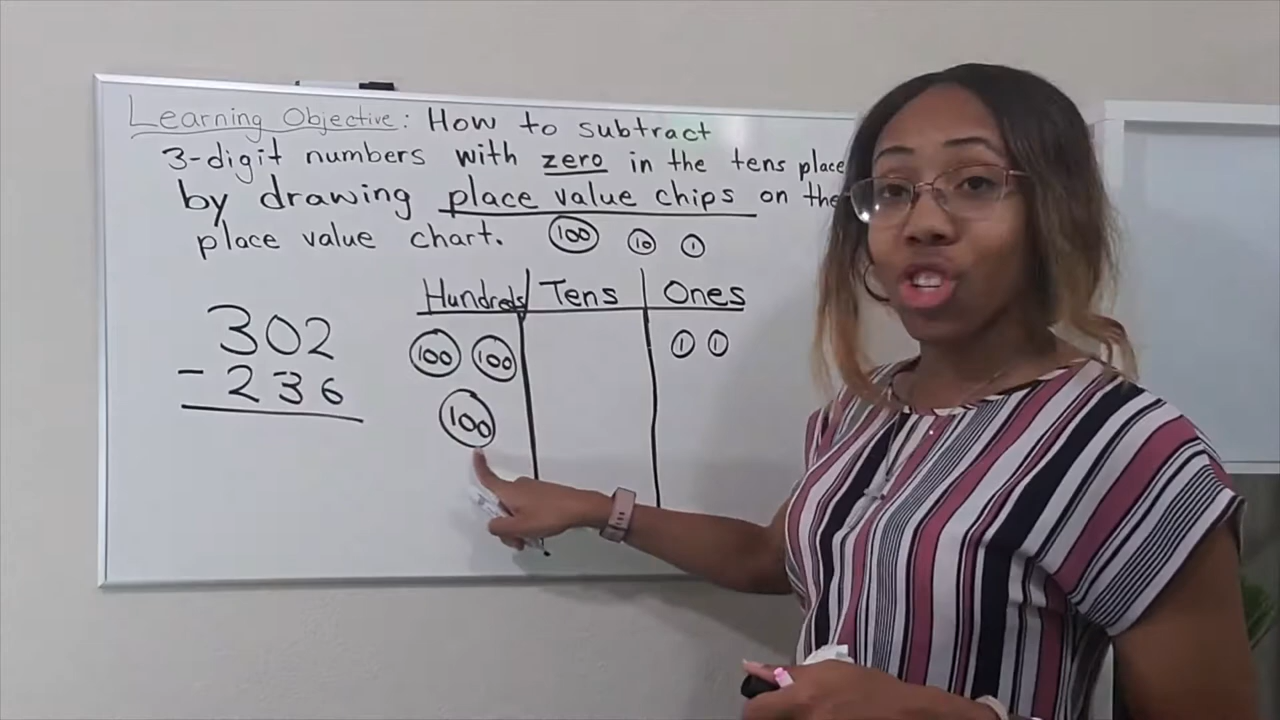 Learning Objective: How to subtract
3-digit numbers with zero in the tens place
by drawing place value chips on the
place value chart. 100 10 1
Hundreds Tens Ones
302
- 236
100 100 1 1
100